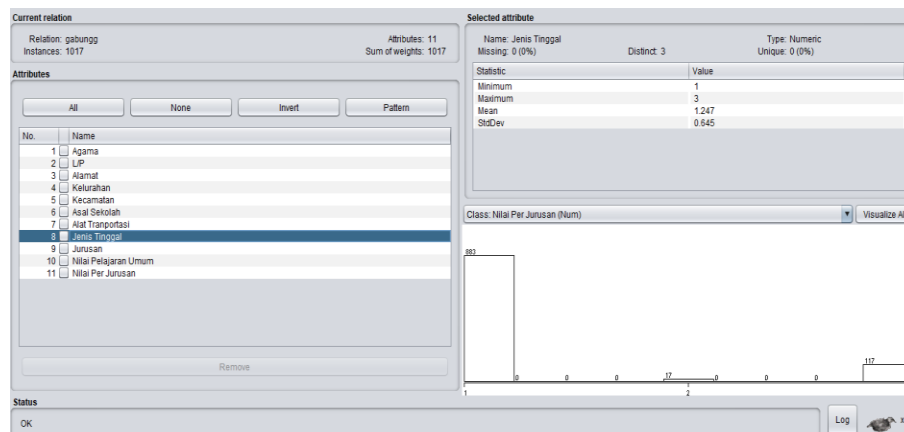 Current relation
Relation: gabungg
Attributes: 11
Instances: 1017
Sum of weights: 1017
Attributes
All
None
Invert
Pattern
No.
Name
1 Agama
2 L/P
3 Alamat
4 Kelurahan
5 Kecamatan
6 Asal Sekolah
7 Alat Tranportasi
8 Jenis Tinggal
9 Jurusan
10 Nilai Pelajaran Umum
11 Nilai Per Jurusan
Remove
Status
OK
Selected attribute
Name: Jenis Tinggal
Type: Numeric
Missing: 0 (0%)
Distinct: 3
Unique: 0 (0%)
Statistic
Value
Minimum
1
Maximum
3
Mean
1.247
StdDev
0.645
Class: Nilai Per Jurusan (Num)
Visualize Al
883
0
0
0
17
0
0
0
117
1
2
Log
x